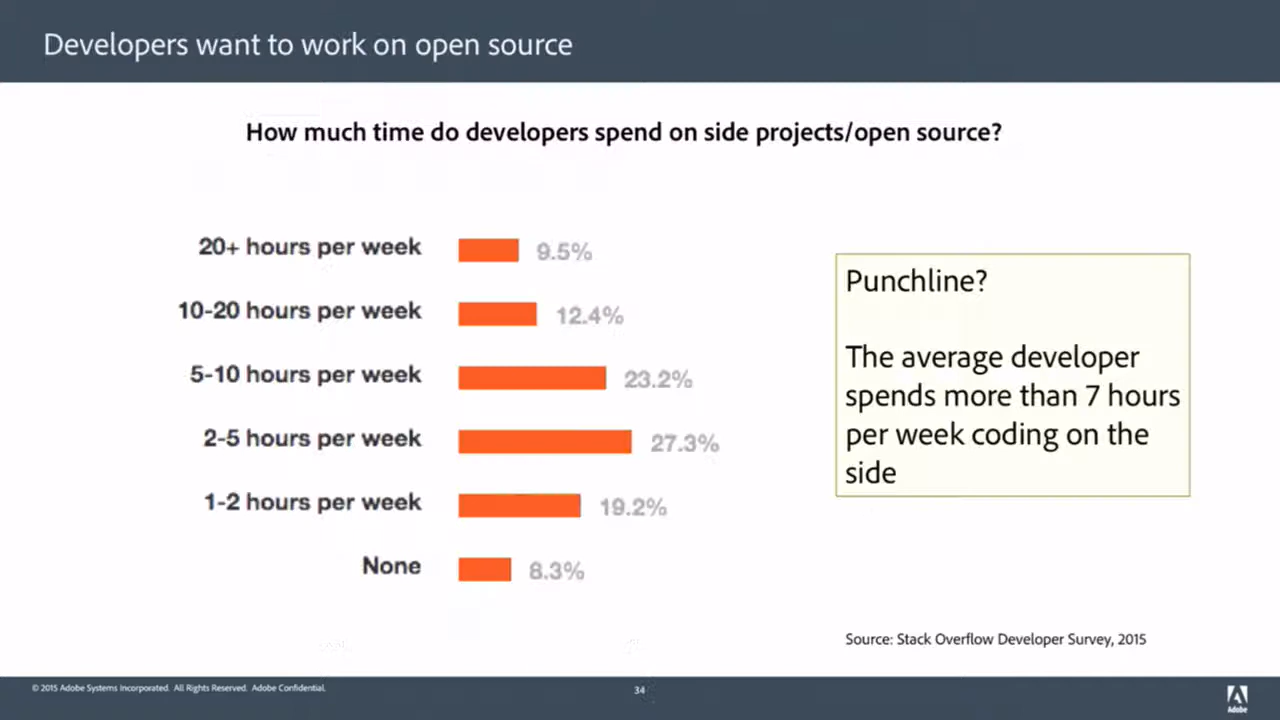 Developers want to work on open source
How much time do developers spend on side projects/open source?
20+ hours per week 9.5%
10-20 hours per week 12.4%
5-10 hours per week 23.2%
2-5 hours per week 27.3%
1-2 hours per week 19.2%
None 8.3%
Punchline?
The average developer
spends more than 7 hours
per week coding on the
side
Source: Stack Overflow Developer Survey, 2015
© 2015 Adobe Systems Incorporated. All Rights Reserved. Adobe Confidential.
34
Adobe